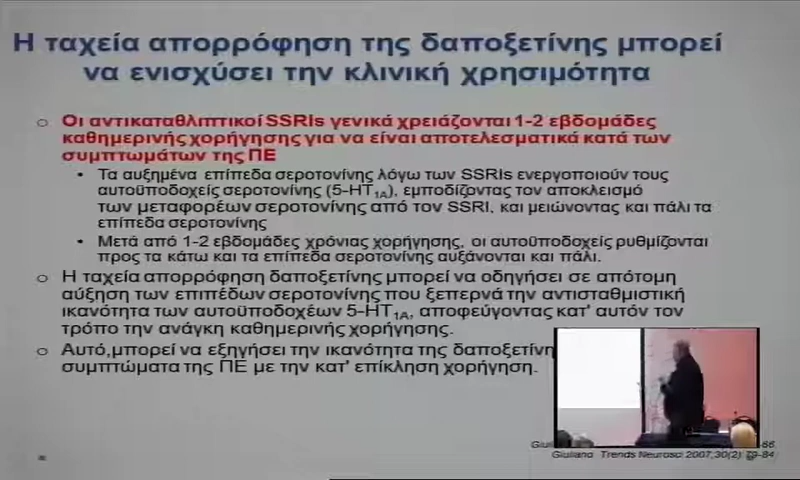 Η ταχεία απορρόφηση της δαποξετίνης μπορεί
να ενισχύσει την κλινική χρησιμότητα
Οι αντικαταθλιπτικοί SSRIs γενικά χρειάζονται 1-2 εβδομάδες
καθημερινής χορήγησης για να είναι αποτελεσματικά κατά των
συμπτωμάτων της ΠΕ
Τα αυξημένα επίπεδα σεροτονίνης λόγω των SSRIs ενεργοποιούν τους
αυτοϋποδοχείς σεροτονίνης (5-HT1A), εμποδίζοντας τον αποκλεισμό
των μεταφορέων σεροτονίνης από τον SSRI, και μειώνοντας και πάλι τα
επίπεδα σεροτονίνης
Μετά από 1-2 εβδομάδες χρόνιας χορήγησης, οι αυτοϋποδοχείς ρυθμίζονται
προς τα κάτω και τα επίπεδα σεροτονίνης αυξάνονται και πάλι.
Η ταχεία απορρόφηση δαποξετίνης μπορεί να οδηγήσει σε απότομη
αύξηση των επιπέδων σεροτονίνης που ξεπερνά την αντισταθμιστική
ικανότητα των αυτοϋποδοχέων 5-HT1A, αποφεύγοντας κατ' αυτόν τον
τρόπο την ανάγκη καθημερινής χορήγησης.
Αυτό,μπορεί να εξηγήσει την ικανότητα της δαποξετίνη
συμπτώματα της ΠΕ με την κατ' επίκληση χορήγηση.
Giuliano Trends Neurosci 2007;30(2) 79-84